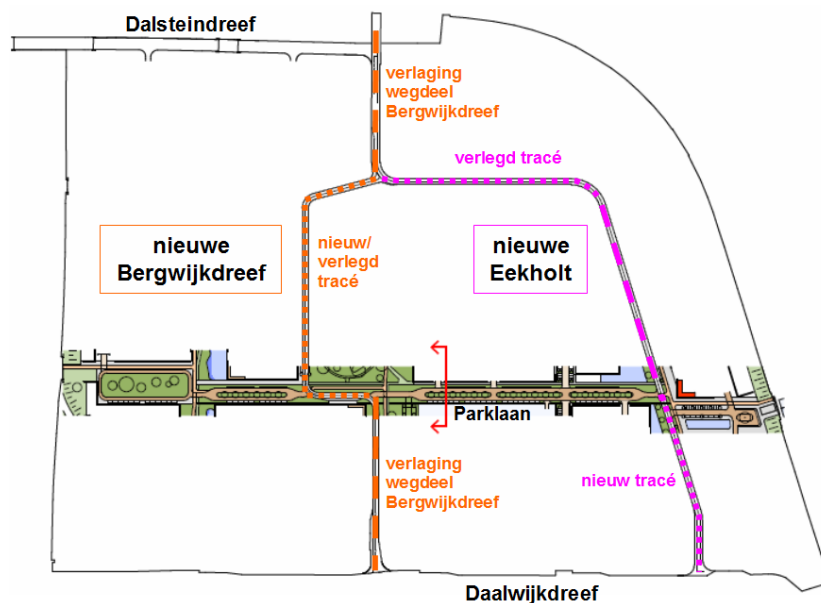 Dalsteindreef
verlaging
wegdeel
Bergwijkdreef
verlegd tracé
nieuwe
Bergwijkdreef
nieuw/
verlegd
tracé
nieuwe
Eekholt
Parklaan
verlaging
wegdeel
Bergwijkdreef
nieuw tracé
Daalwijkdreef